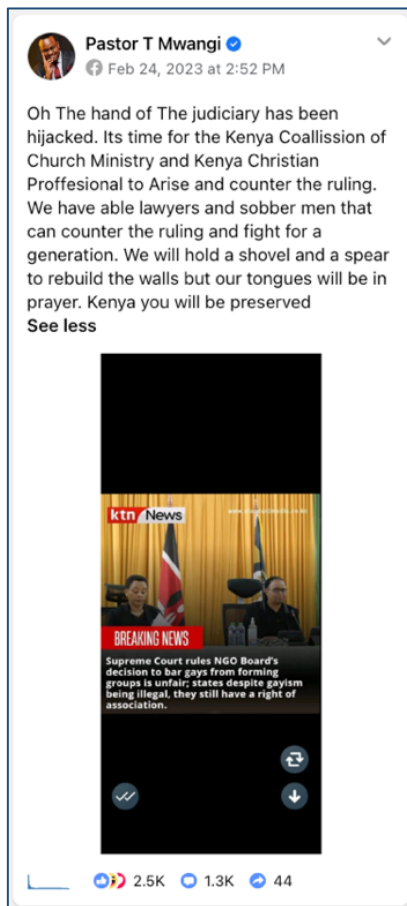 Pastor T Mwangi
Feb 24, 2023 at 2:52 PM
Oh The hand of The judiciary has been
hijacked. Its time for the Kenya Coallission of
Church Ministry and Kenya Christian
Proffesional to Arise and counter the ruling.
We have able lawyers and sobber men that
can counter the ruling and fight for a
generation. We will hold a shovel and a spear
to rebuild the walls but our tongues will be in
prayer. Kenya you will be preserved
See less
ktn News
BREAKING NEWS
Supreme Court rules NGO Board's
decision to bar gays from forming
groups is unfair; states despite gayism
being illegal, they still have a right of
association.
2.5K 1.3K 44